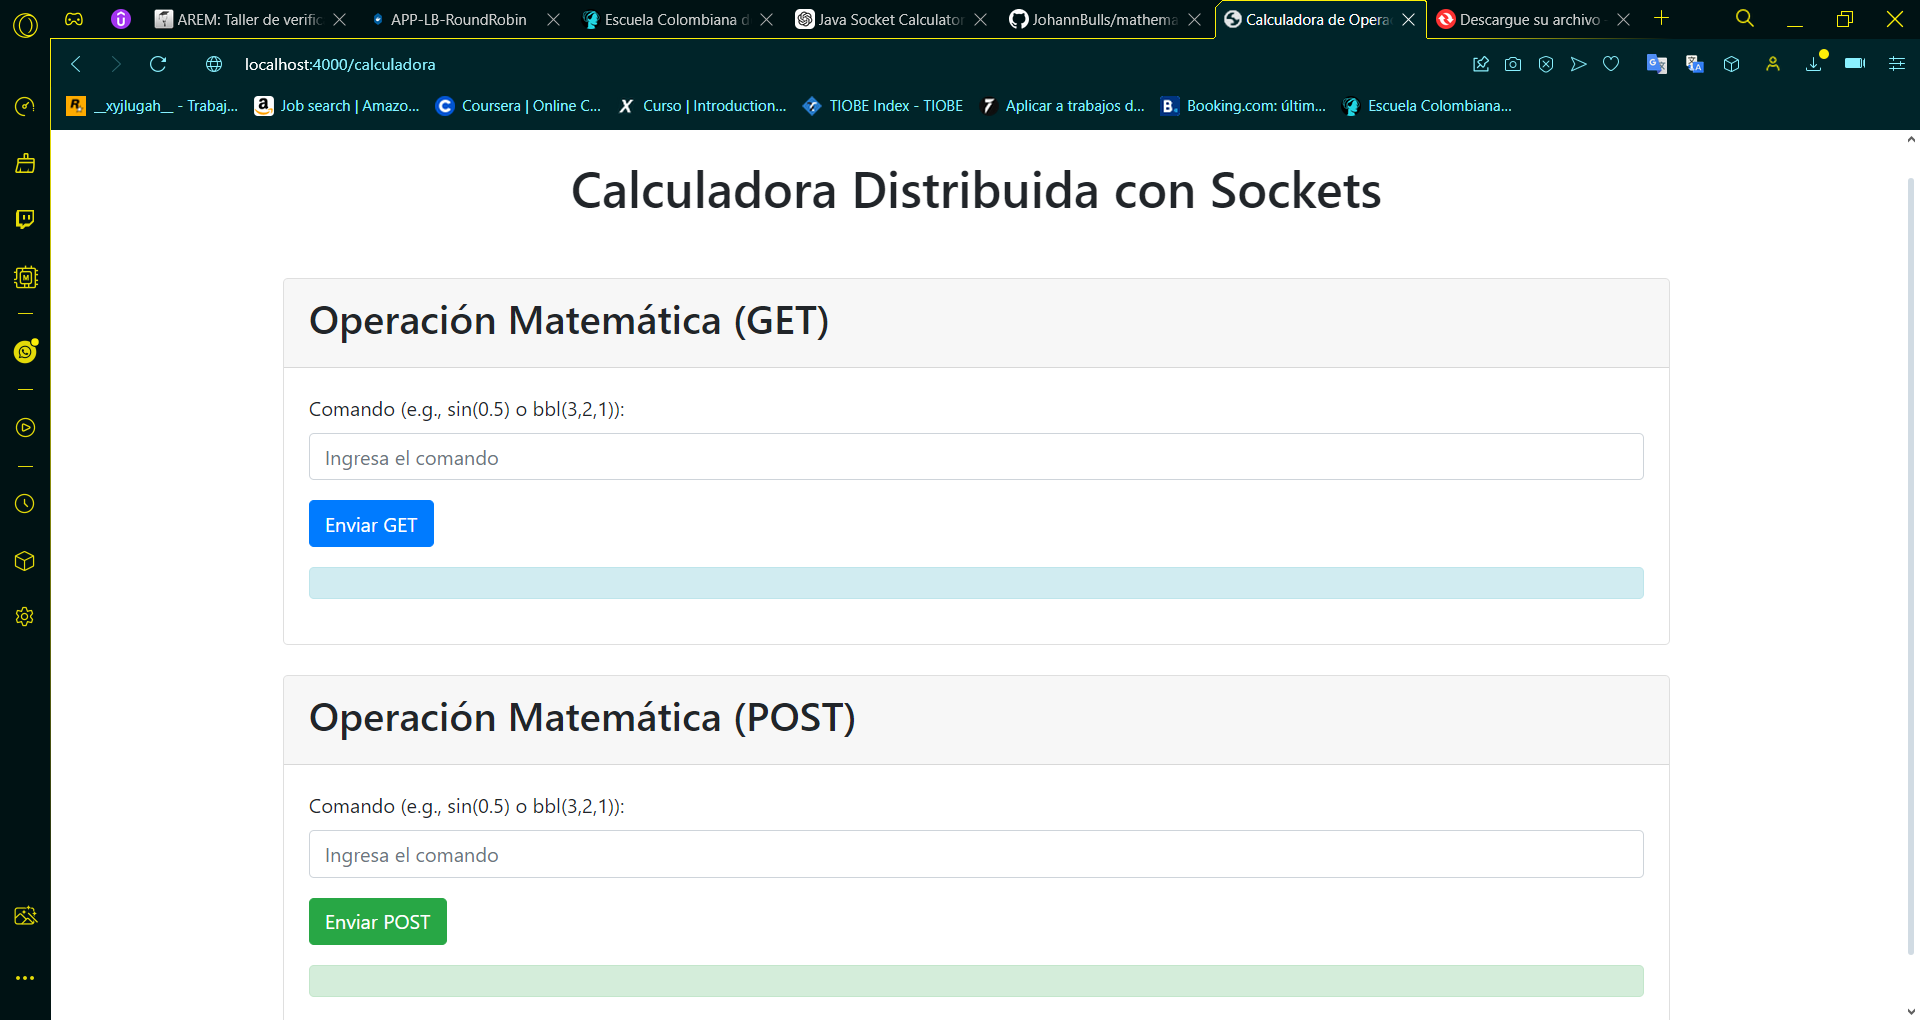 AREM: Taller de verific
APP-LB-RoundRobin
Escuela Colombiana d
Java Socket Calculator
JohannBulls/mathema
Calculadora de Opera
Descargue su archivo
localhost:4000/calculadora
__xyjlugah__ - Trabaj...
Job search | Amazo...
Coursera | Online C...
Curso | Introduction...
TIOBE Index - TIOBE
Aplicar a trabajos d...
Booking.com: últim...
Escuela Colombiana...
Calculadora Distribuida con Sockets
Operación Matemática (GET)
Comando (e.g., sin(0.5) o bbl(3,2,1)):
Ingresa el comando
Enviar GET
Operación Matemática (POST)
Comando (e.g., sin(0.5) o bbl(3,2,1)):
Ingresa el comando
Enviar POST